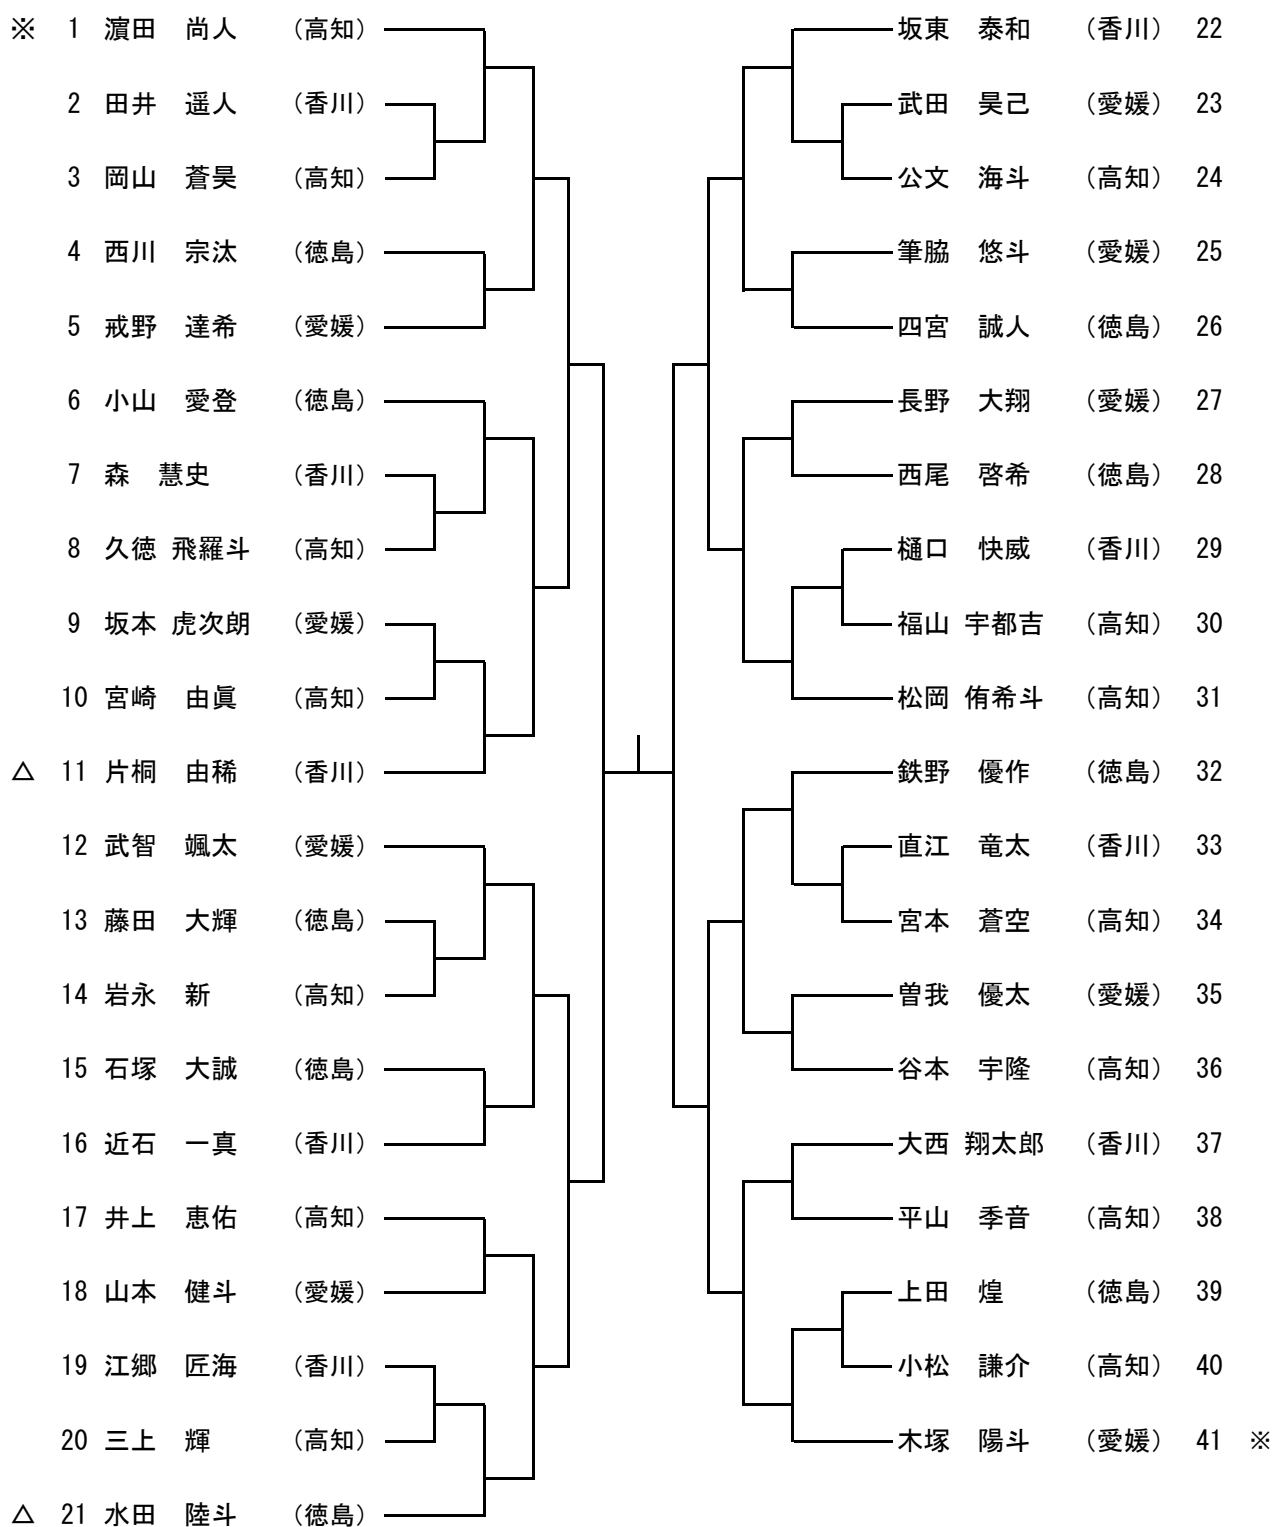 ※ 1 濵田 尚人 （高知）
2 田井 遥人 （香川）
3 岡山 蒼昊 （高知）
4 西川 宗汰 （徳島）
5 戒野 達希 （愛媛）
6 小山 愛登 （徳島）
7 森 慧史 （香川）
8 久徳 飛羅斗 （高知）
9 坂本 虎次朗 （愛媛）
10 宮崎 由眞 （高知）
△ 11 片桐 由稀 （香川）
12 武智 颯太 （愛媛）
13 藤田 大輝 （徳島）
14 岩永 新 （高知）
15 石塚 大誠 （徳島）
16 近石 一真 （香川）
17 井上 恵佑 （高知）
18 山本 健斗 （愛媛）
19 江郷 匠海 （香川）
20 三上 輝 （高知）
△ 21 水田 陸斗 （徳島）
坂東 泰和 （香川） 22
武田 昊己 （愛媛） 23
公文 海斗 （高知） 24
筆脇 悠斗 （愛媛） 25
四宮 誠人 （徳島） 26
長野 大翔 （愛媛） 27
西尾 啓希 （徳島） 28
樋口 快威 （香川） 29
福山 宇都吉 （高知） 30
松岡 侑希斗 （高知） 31
鉄野 優作 （徳島） 32
直江 竜太 （香川） 33
宮本 蒼空 （高知） 34
曽我 優太 （愛媛） 35
谷本 宇隆 （高知） 36
大西 翔太郎 （香川） 37
平山 季音 （高知） 38
上田 煌 （徳島） 39
小松 謙介 （高知） 40
木塚 陽斗 （愛媛） 41 ※